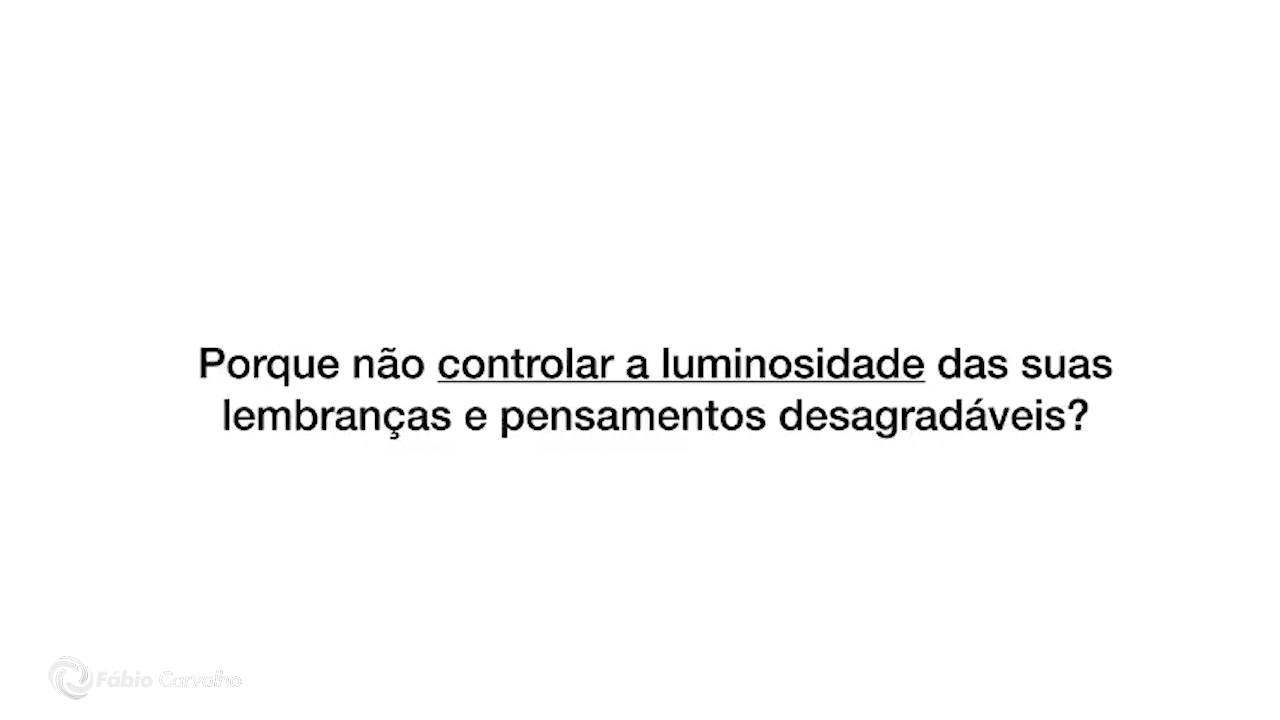 Porque não controlar a luminosidade das suas
lembranças e pensamentos desagradáveis?
Fábio Carvalho